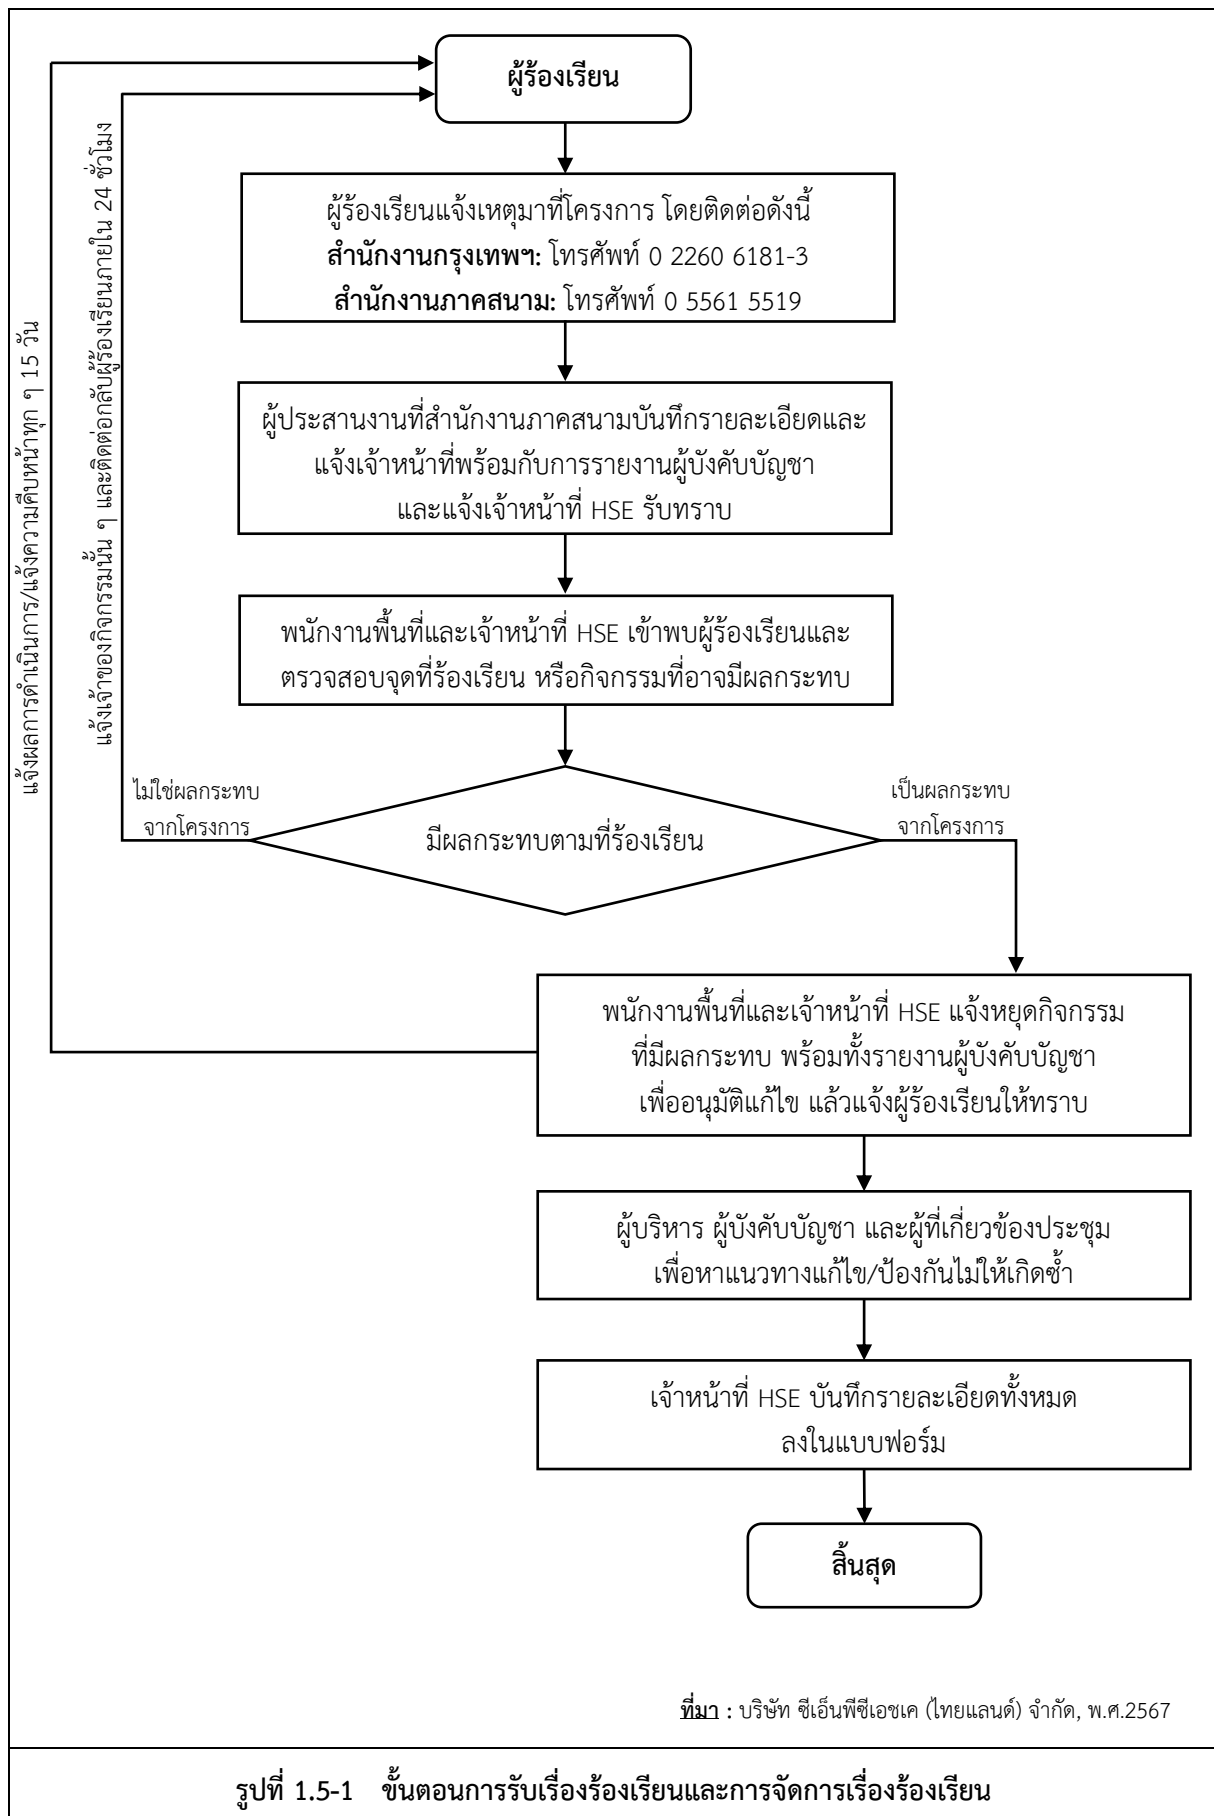 ผู้ร้องเรียน
ผู้ร้องเรียนแจ้งเหตุมาที่โครงการ โดยติดต่อดังนี้
สำนักงานกรุงเทพฯ: โทรศัพท์ 0 2260 6181-3
สำนักงานภาคสนาม: โทรศัพท์ 0 5561 5519
ผู้ประสานงานที่สำนักงานภาคสนามบันทึกรายละเอียดและ
แจ้งเจ้าหน้าที่พร้อมกับการรายงานผู้บังคับบัญชา
และแจ้งเจ้าหน้าที่ HSE รับทราบ
พนักงานพื้นที่และเจ้าหน้าที่ HSE เข้าพบผู้ร้องเรียนและ
ตรวจสอบจุดที่ร้องเรียน หรือกิจกรรมที่อาจมีผลกระทบ
มีผลกระทบตามที่ร้องเรียน
ไม่ใช่ผลกระทบ
จากโครงการ
แจ้งเจ้าของกิจกรรมนั้น ๆ และติดต่อกลับผู้ร้องเรียนภายใน 24 ชั่วโมง
เป็นผลกระทบ
จากโครงการ
พนักงานพื้นที่และเจ้าหน้าที่ HSE แจ้งหยุดกิจกรรม
ที่มีผลกระทบ พร้อมทั้งรายงานผู้บังคับบัญชา
เพื่ออนุมัติแก้ไข แล้วแจ้งผู้ร้องเรียนให้ทราบ
แจ้งผลการดำเนินการ/แจ้งความคืบหน้าทุก ๆ 15 วัน
ผู้บริหาร ผู้บังคับบัญชา และผู้ที่เกี่ยวข้องประชุม
เพื่อหาแนวทางแก้ไข/ป้องกันไม่ให้เกิดซ้ำ
เจ้าหน้าที่ HSE บันทึกรายละเอียดทั้งหมด
ลงในแบบฟอร์ม
สิ้นสุด
ที่มา : บริษัท ซีเอ็นพีซีเอชเค (ไทยแลนด์) จำกัด, พ.ศ.2567
รูปที่ 1.5-1 ขั้นตอนการรับเรื่องร้องเรียนและการจัดการเรื่องร้องเรียน